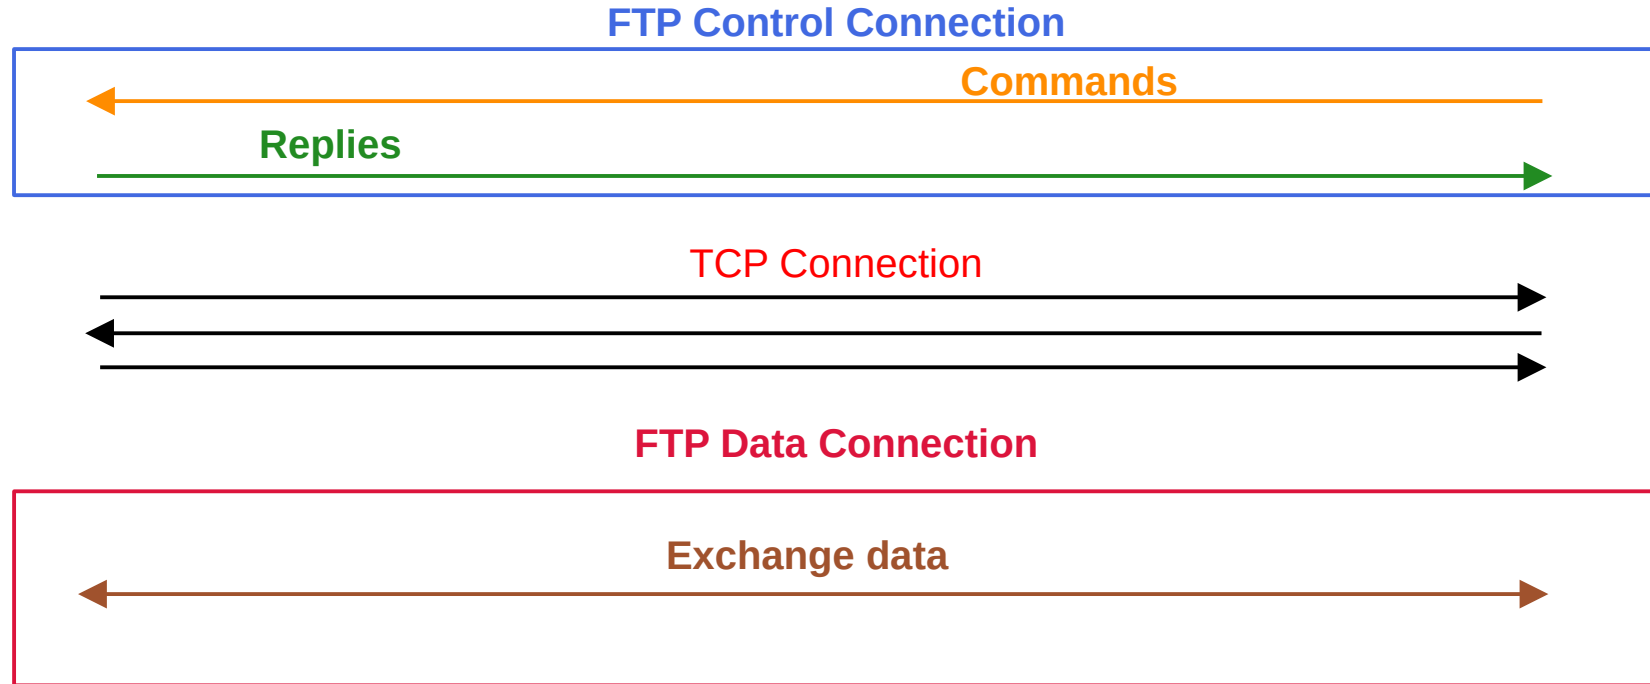 FTP Control Connection
Commands
Replies
TCP Connection
FTP Data Connection
Exchange data